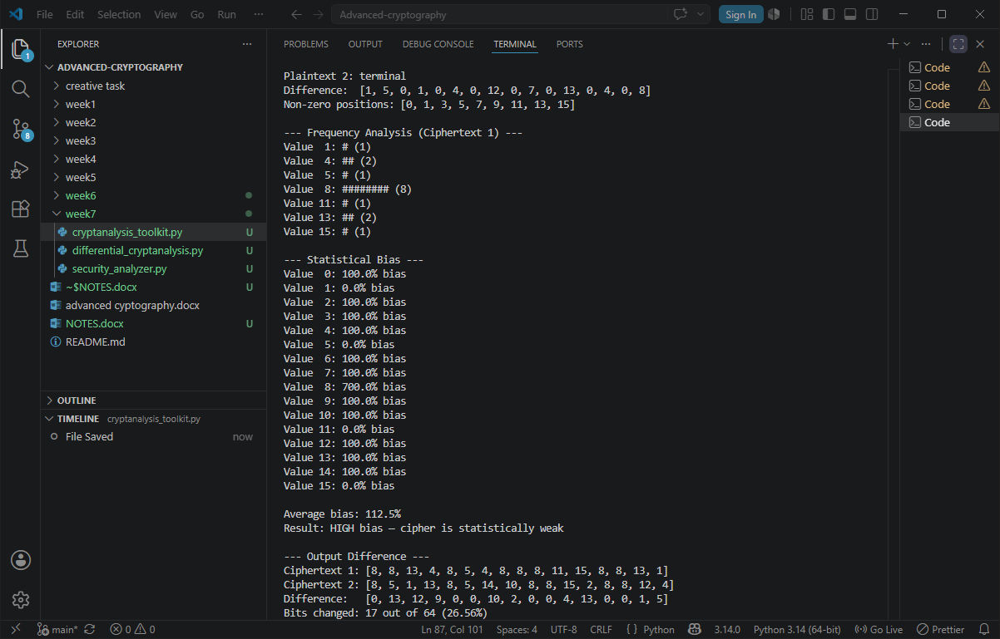 File Edit Selection View Go Run ··· Advanced-cryptography Sign In
EXPLORER ···
ADVANCED-CRYPTOGRAPHY
creative task
week1
week2
week3
week4
week5
week6
week7
cryptanalysis_toolkit.py U
differential_cryptanalysis.py U
security_analyzer.py U
~$NOTES.docx U
advanced cyptography.docx
NOTES.docx U
README.md
OUTLINE
TIMELINE cryptanalysis_toolkit.py
File Saved now
1
8
PROBLEMS OUTPUT DEBUG CONSOLE TERMINAL PORTS
Plaintext 2: terminal
Difference:  [1, 5, 0, 1, 0, 4, 0, 12, 0, 7, 0, 13, 0, 4, 0, 8]
Non-zero positions: [0, 1, 3, 5, 7, 9, 11, 13, 15]
--- Frequency Analysis (Ciphertext 1) ---
Value  1: # (1)
Value  4: ## (2)
Value  5: # (1)
Value  8: ######## (8)
Value 11: # (1)
Value 13: ## (2)
Value 15: # (1)
--- Statistical Bias ---
Value  0: 100.0% bias
Value  1: 0.0% bias
Value  2: 100.0% bias
Value  3: 100.0% bias
Value  4: 100.0% bias
Value  5: 0.0% bias
Value  6: 100.0% bias
Value  7: 100.0% bias
Value  8: 700.0% bias
Value  9: 100.0% bias
Value 10: 100.0% bias
Value 11: 0.0% bias
Value 12: 100.0% bias
Value 13: 100.0% bias
Value 14: 100.0% bias
Value 15: 0.0% bias
Average bias: 112.5%
Result: HIGH bias — cipher is statistically weak
--- Output Difference ---
Ciphertext 1: [8, 8, 13, 4, 8, 5, 4, 8, 8, 8, 11, 15, 8, 8, 13, 1]
Ciphertext 2: [8, 5, 1, 13, 8, 5, 14, 10, 8, 8, 15, 2, 8, 8, 12, 4]
Difference:   [0, 13, 12, 9, 0, 0, 10, 2, 0, 0, 4, 13, 0, 0, 1, 5]
Bits changed: 17 out of 64 (26.56%)
Code
Code
Code
Code
main* 0 0 Ln 87, Col 101 Spaces: 4 UTF-8 CRLF { } Python 3.14.0 Python 3.14 (64-bit) Go Live Prettier